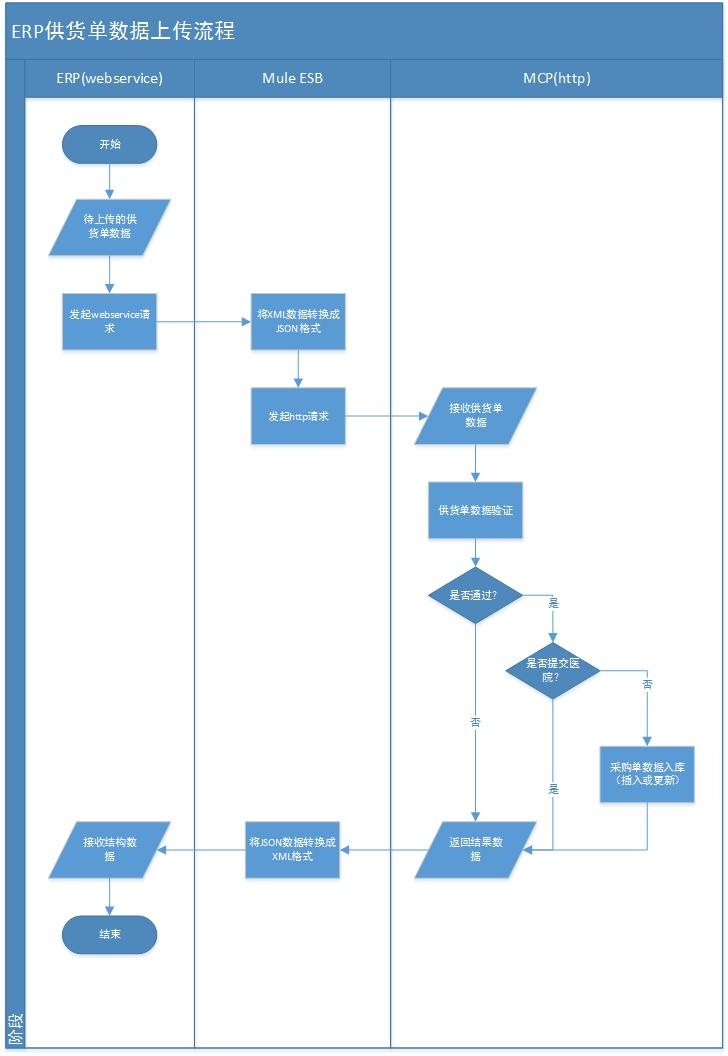 ERP供货单数据上传流程
ERP(webservice)
Mule ESB
MCP(http)
开始
待上传的供
货单数据
发起webservice请
求
将XML数据转换成
JSON格式
发起http请求
接收供货单
数据
供货单数据验证
是否通过？
是
是否提交医
院？
否
否
采购单数据入库
（插入或更新）
是
返回结果数
据
将JSON数据转换成
XML格式
接收结构数
据
结束
阶段